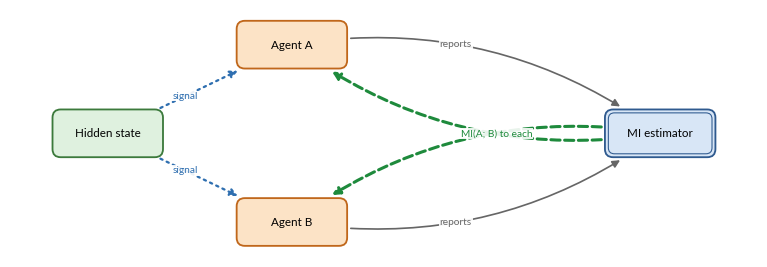 Agent A
reports
signal
Hidden state
MI(A; B) to each
MI estimator
signal
Agent B
reports